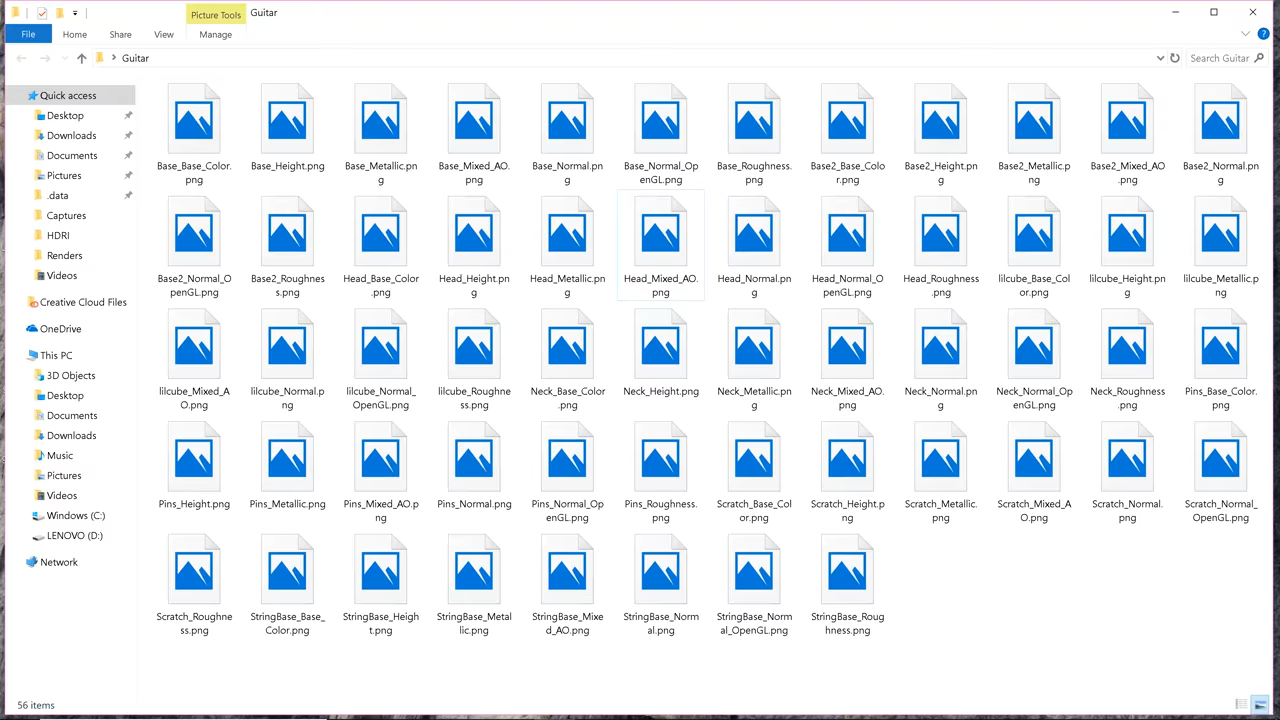 Picture Tools
Guitar
File
Home
Share
View
Manage
Guitar
Search Guitar
Quick access
Desktop
Downloads
Documents
Pictures
.data
Captures
HDRI
Renders
Videos
Creative Cloud Files
OneDrive
This PC
3D Objects
Desktop
Documents
Downloads
Music
Pictures
Videos
Windows (C:)
LENOVO (D:)
Network
Base_Base_Color.
png
Base_Height.png
Base_Metallic.pn
g
Base_Mixed_AO.
png
Base_Normal.pn
g
Base_Normal_Op
enGL.png
Base_Roughness.
png
Base2_Base_Colo
r.png
Base2_Height.pn
g
Base2_Metallic.p
ng
Base2_Mixed_AO
.png
Base2_Normal.pn
g
Base2_Normal_O
penGL.png
Base2_Roughnes
s.png
Head_Base_Color
.png
Head_Height.pn
g
Head_Metallic.pn
g
Head_Mixed_AO.
png
Head_Normal.pn
g
Head_Normal_O
penGL.png
Head_Roughness
.png
lilcube_Base_Col
or.png
lilcube_Height.pn
g
lilcube_Metallic.p
ng
lilcube_Mixed_A
O.png
lilcube_Normal.p
ng
lilcube_Normal_
OpenGL.png
lilcube_Roughne
ss.png
Neck_Base_Color
.png
Neck_Height.png
Neck_Metallic.pn
g
Neck_Mixed_AO.
png
Neck_Normal.pn
g
Neck_Normal_Op
enGL.png
Neck_Roughness
.png
Pins_Base_Color.
png
Pins_Height.png
Pins_Metallic.png
Pins_Mixed_AO.p
ng
Pins_Normal.png
Pins_Normal_Op
enGL.png
Pins_Roughness.
png
Scratch_Base_Col
or.png
Scratch_Height.p
ng
Scratch_Metallic.
png
Scratch_Mixed_A
O.png
Scratch_Normal.
png
Scratch_Normal_
OpenGL.png
Scratch_Roughne
ss.png
StringBase_Base_
Color.png
StringBase_Heigh
t.png
StringBase_Metal
lic.png
StringBase_Mixe
d_AO.png
StringBase_Norm
al.png
StringBase_Norm
al_OpenGL.png
StringBase_Roug
hness.png
56 items